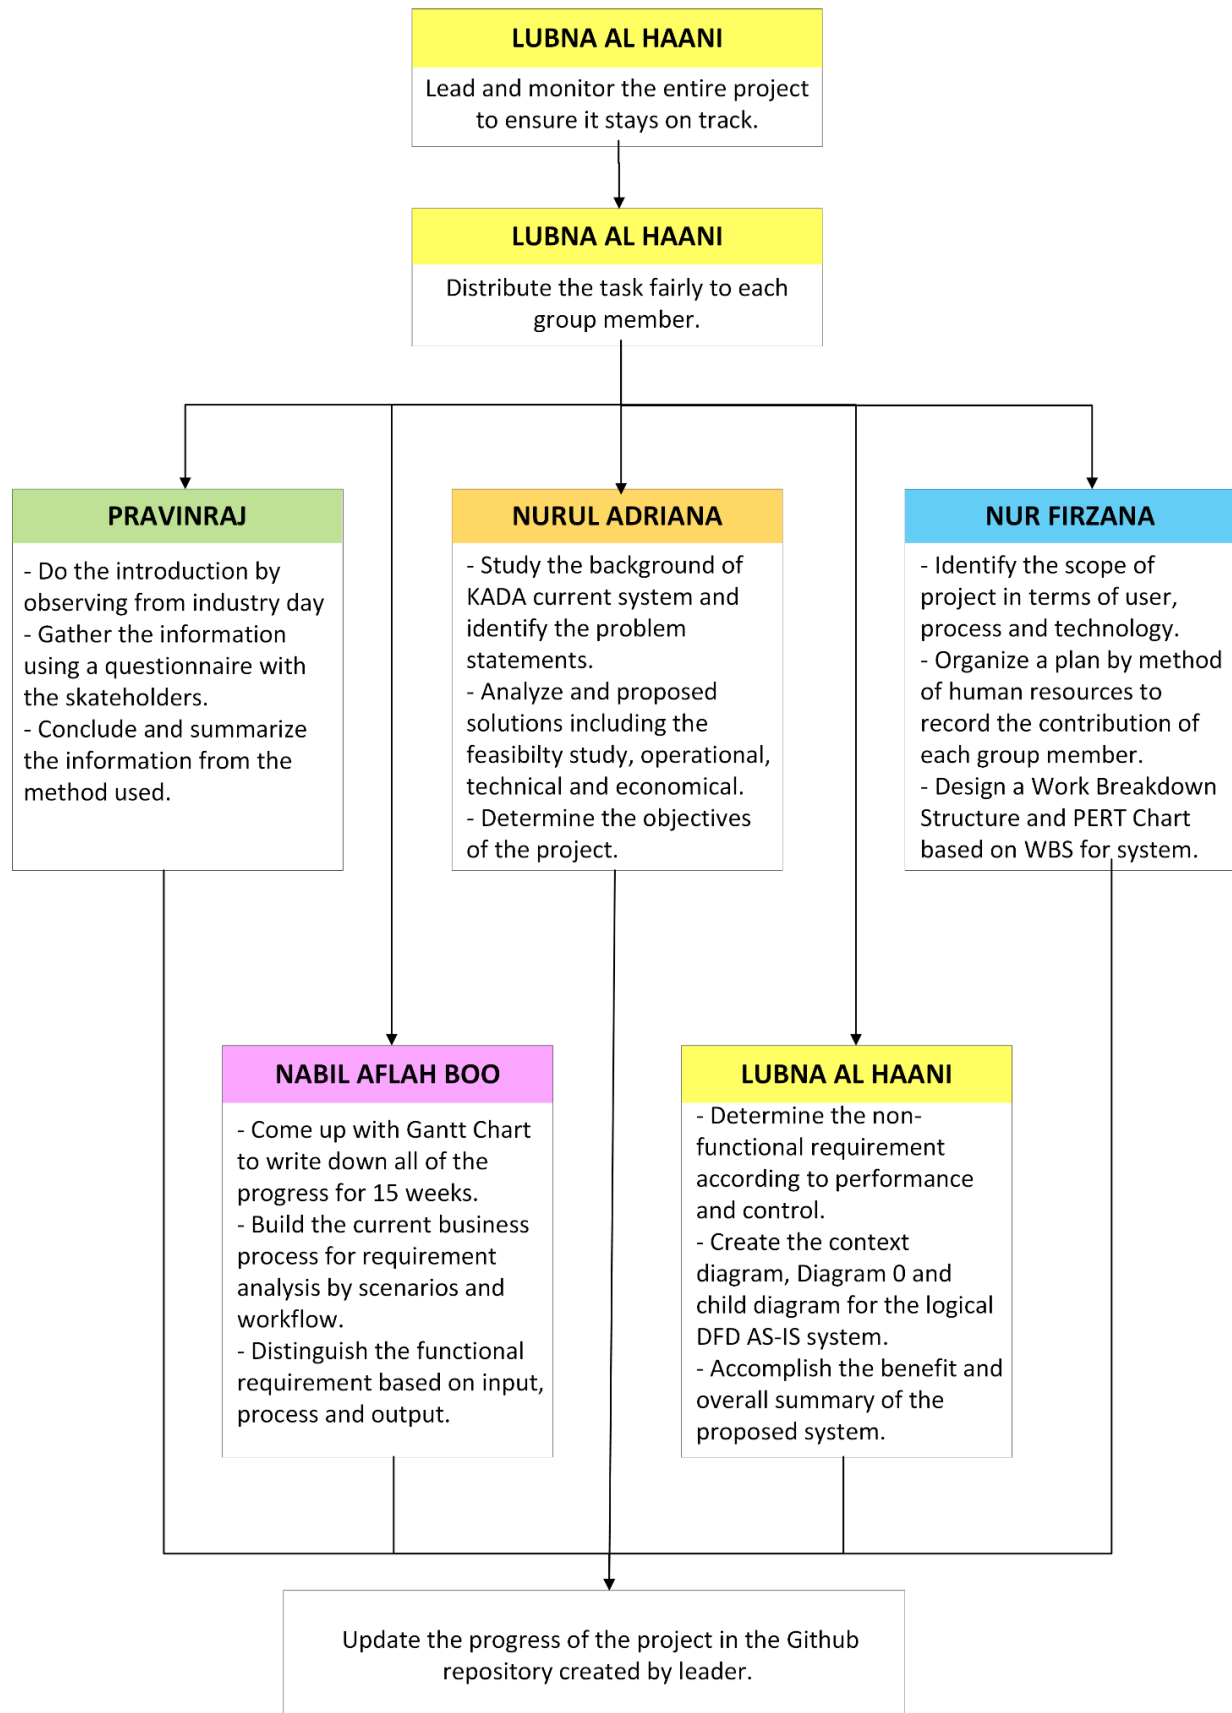 LUBNA AL HAANI
Lead and monitor the entire project
to ensure it stays on track.
LUBNA AL HAANI
Distribute the task fairly to each
group member.
PRAVINRAJ
- Do the introduction by
observing from industry day
- Gather the information
using a questionnaire with
the skateholders.
- Conclude and summarize
the information from the
method used.
NURUL ADRIANA
- Study the background of
KADA current system and
identify the problem
statements.
- Analyze and proposed
solutions including the
feasibilty study, operational,
technical and economical.
- Determine the objectives
of the project.
NUR FIRZANA
- Identify the scope of
project in terms of user,
process and technology.
- Organize a plan by method
of human resources to
record the contribution of
each group member.
- Design a Work Breakdown
Structure and PERT Chart
based on WBS for system.
NABIL AFLAH BOO
- Come up with Gantt Chart
to write down all of the
progress for 15 weeks.
- Build the current business
process for requirement
analysis by scenarios and
workflow.
- Distinguish the functional
requirement based on input,
process and output.
LUBNA AL HAANI
- Determine the non-
functional requirement
according to performance
and control.
- Create the context
diagram, Diagram 0 and
child diagram for the logical
DFD AS-IS system.
- Accomplish the benefit and
overall summary of the
proposed system.
Update the progress of the project in the Github
repository created by leader.